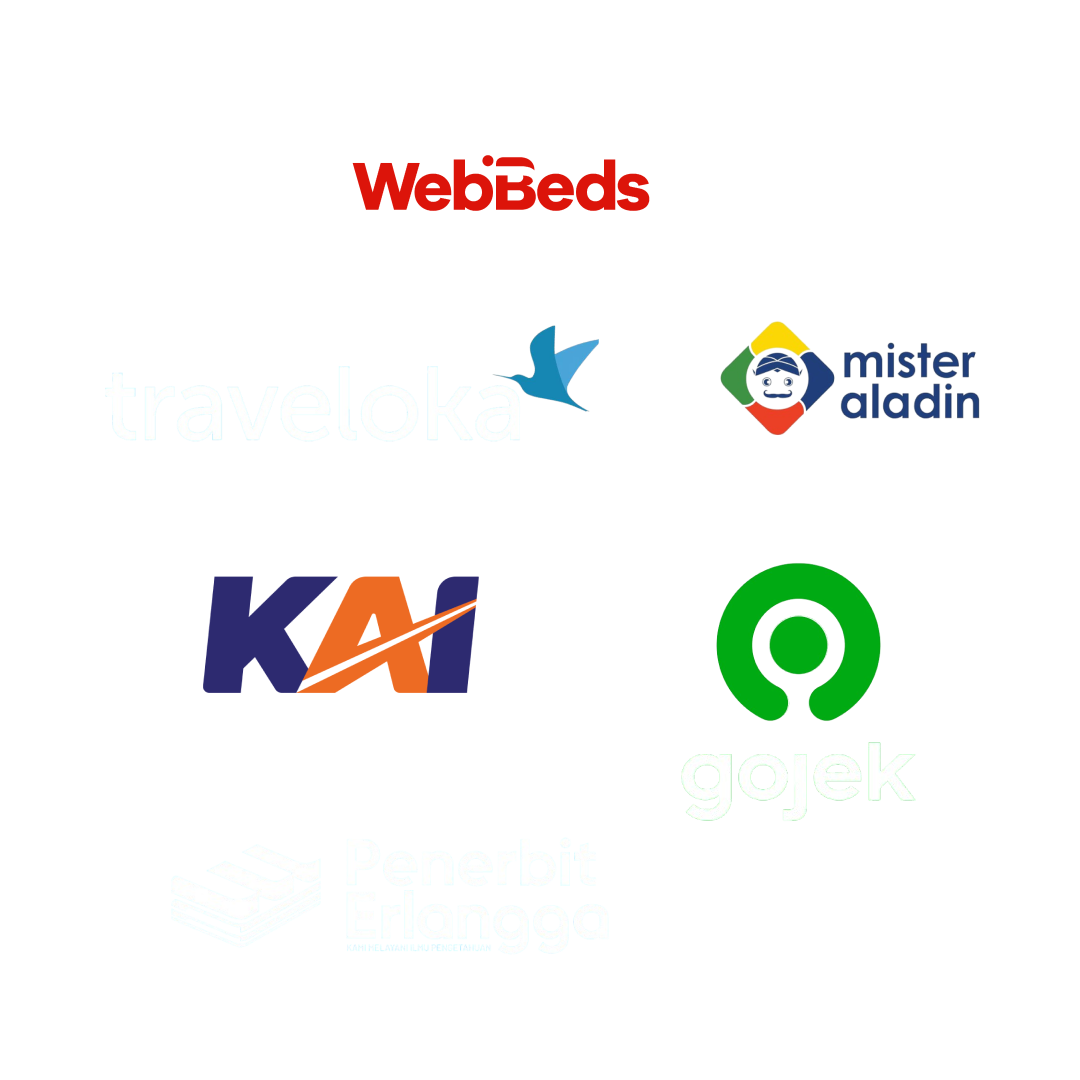 WebBeds
traveloka
mister
aladin
KAI
gojek
Penerbit
Erlangga